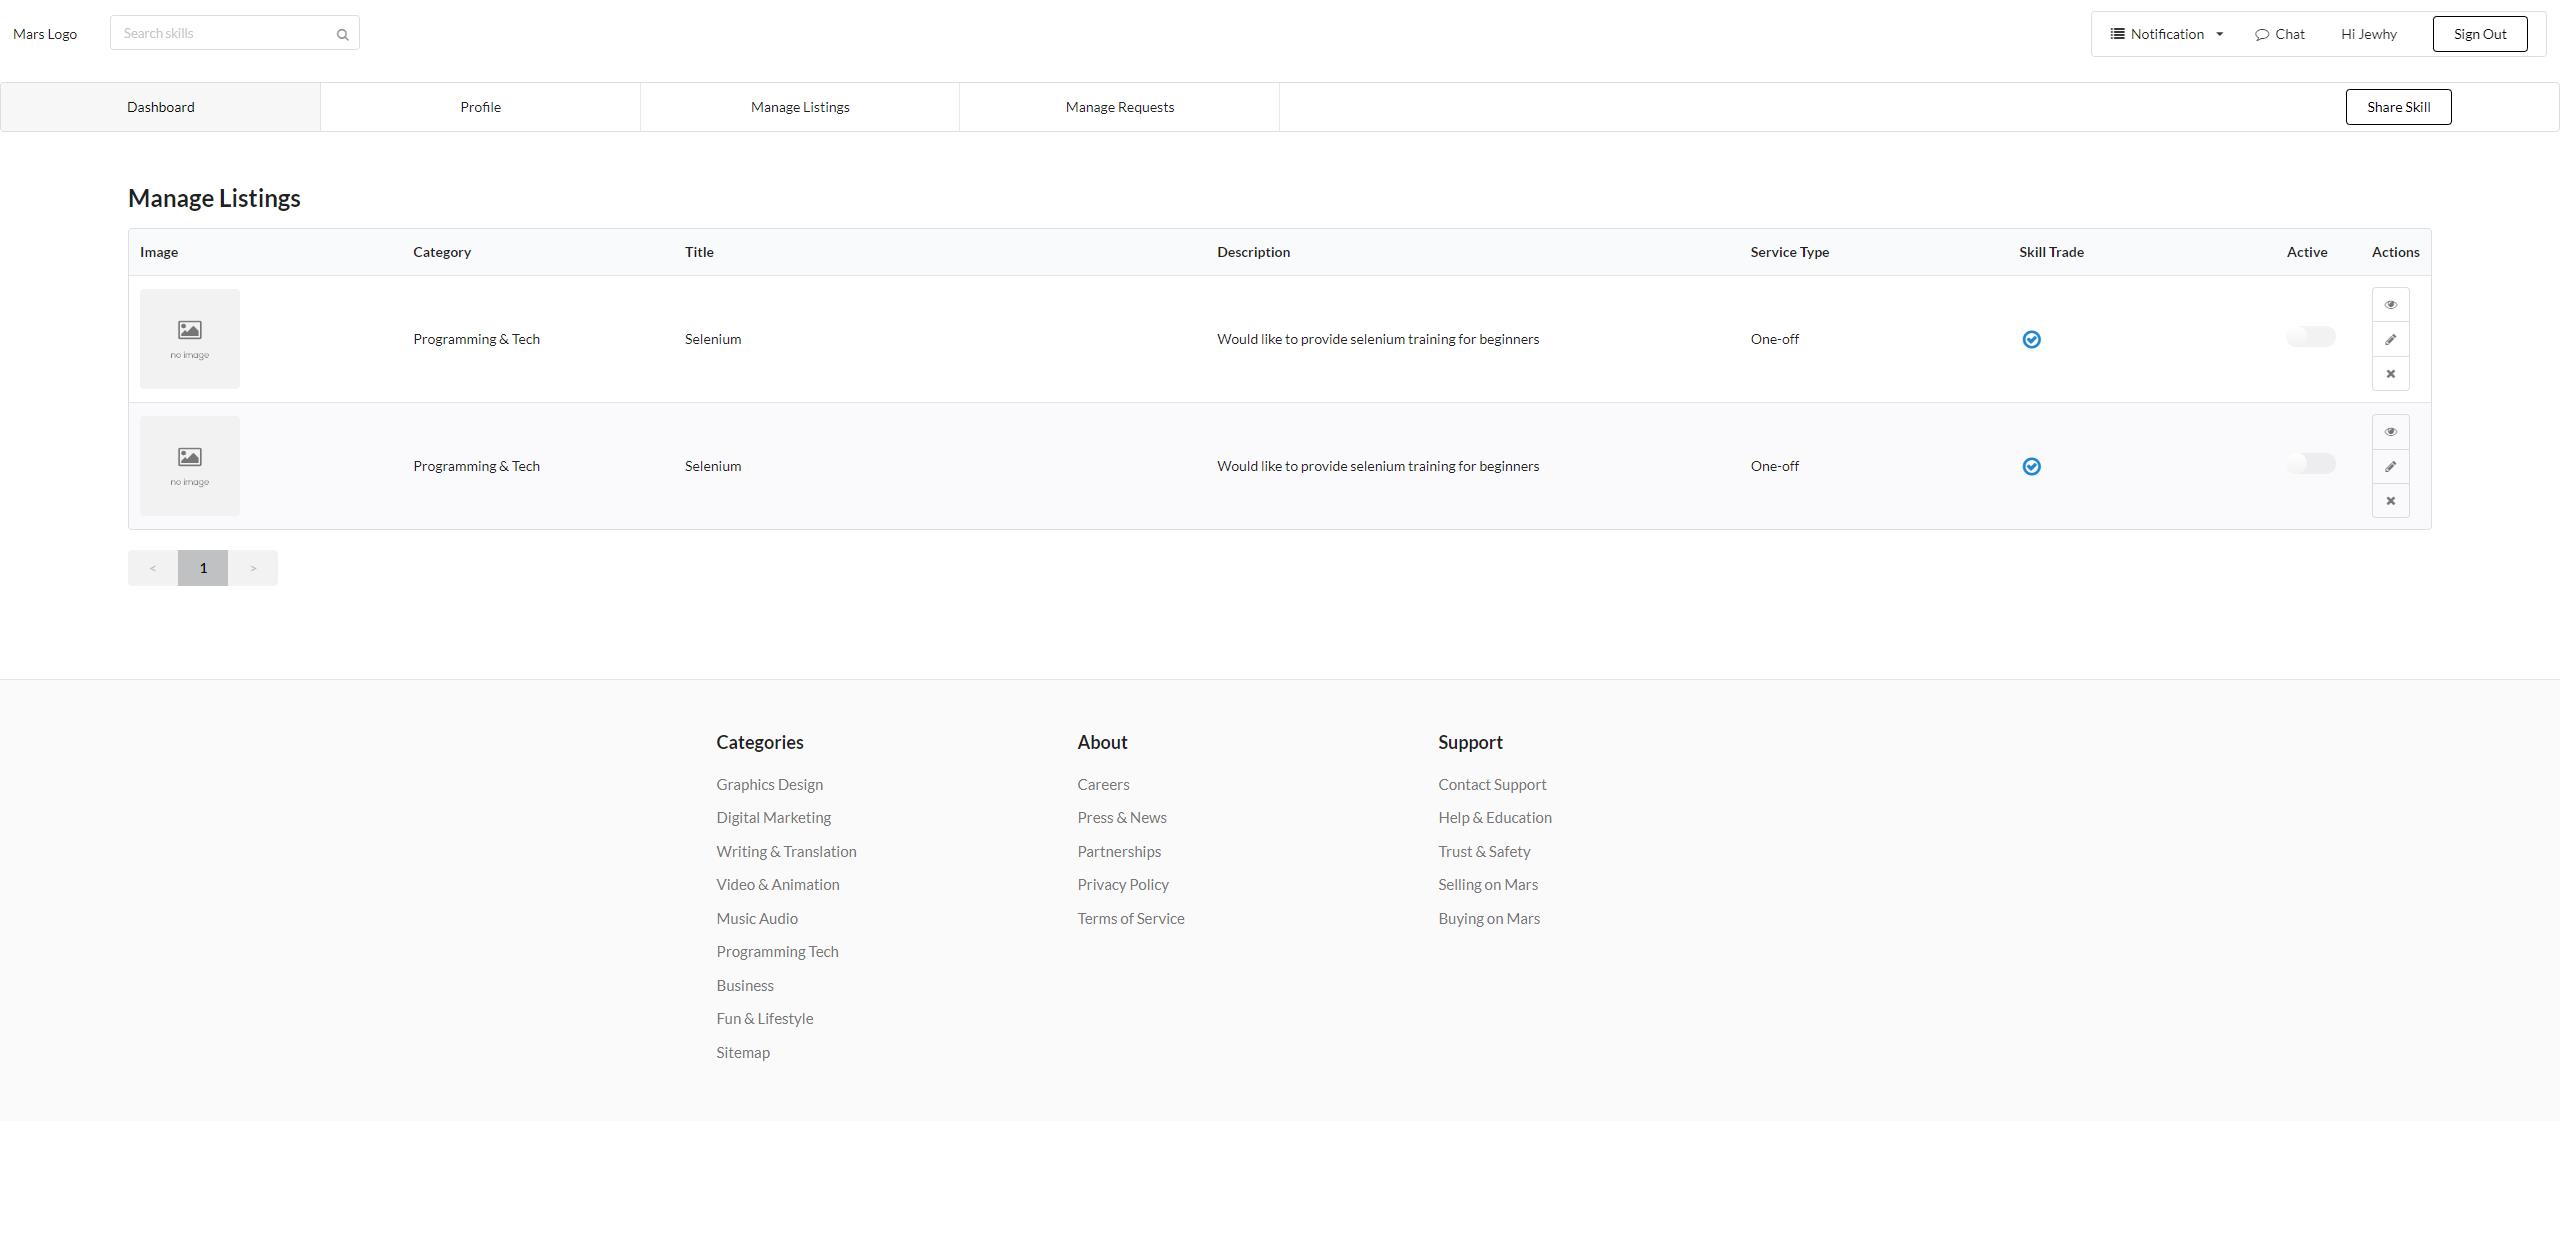 Mars Logo
Search skills
Notification
Chat
Hi Jewhy
Sign Out
Dashboard
Profile
Manage Listings
Manage Requests
Share Skill
Manage Listings
Image Category Title Description Service Type Skill Trade Active Actions
no image
Programming & Tech Selenium Would like to provide selenium training for beginners One-off
no image
Programming & Tech Selenium Would like to provide selenium training for beginners One-off
< 1 >
Categories
Graphics Design
Digital Marketing
Writing & Translation
Video & Animation
Music Audio
Programming Tech
Business
Fun & Lifestyle
Sitemap
About
Careers
Press & News
Partnerships
Privacy Policy
Terms of Service
Support
Contact Support
Help & Education
Trust & Safety
Selling on Mars
Buying on Mars